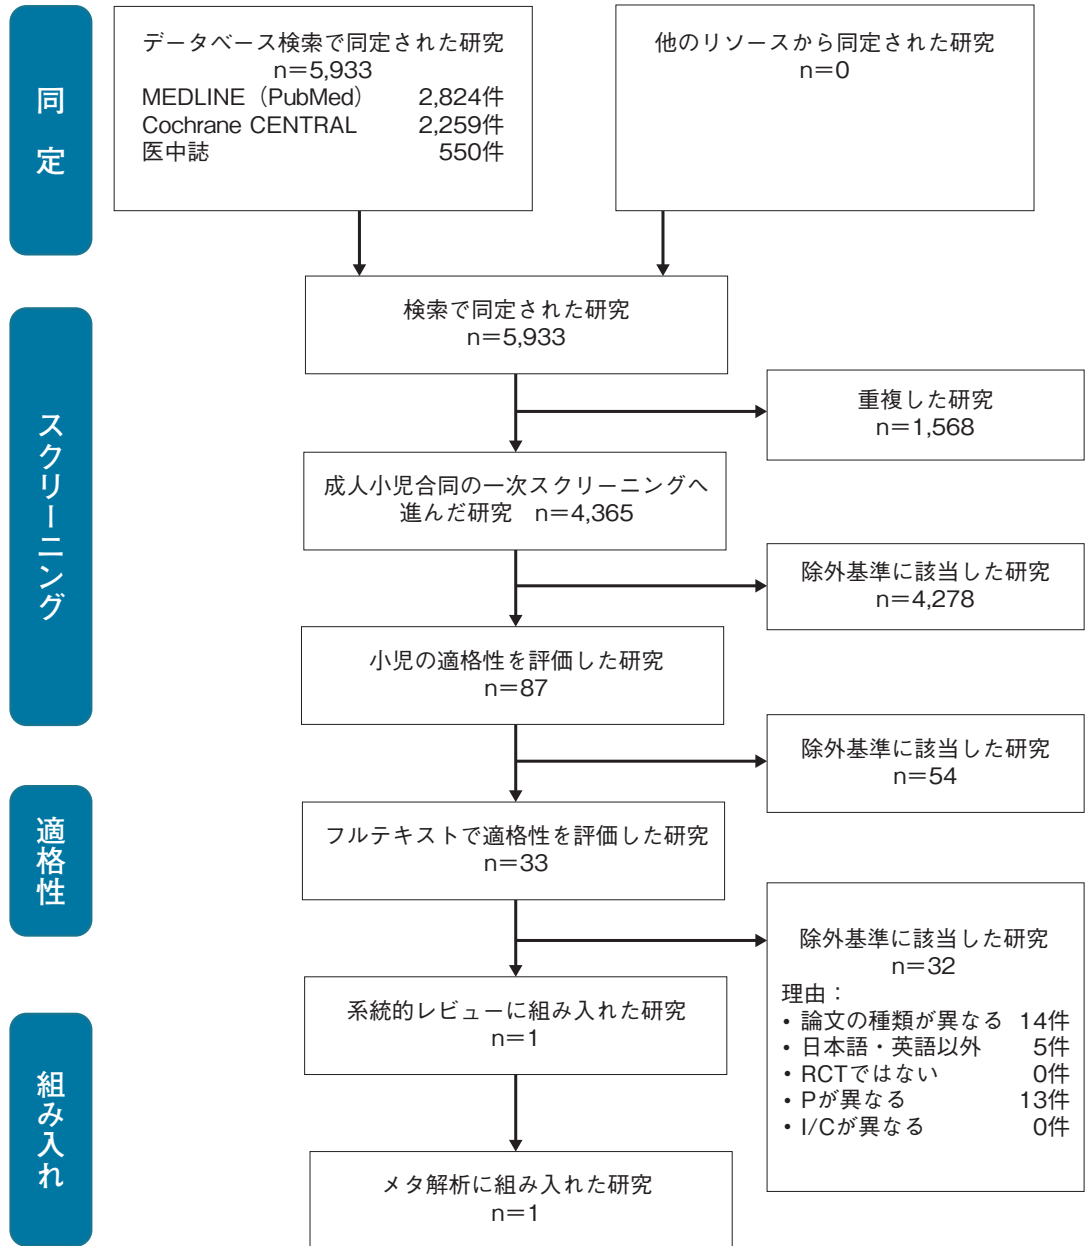 同定
データベース検索で同定された研究
n=5,933
MEDLINE（PubMed） 2,824件
Cochrane CENTRAL 2,259件
医中誌 550件
他のリソースから同定された研究
n=0
スクリーニング
検索で同定された研究
n=5,933
重複した研究
n=1,568
成人小児合同の一次スクリーニングへ
進んだ研究 n=4,365
除外基準に該当した研究
n=4,278
小児の適格性を評価した研究
n=87
除外基準に該当した研究
n=54
適格性
フルテキストで適格性を評価した研究
n=33
除外基準に該当した研究
n=32
理由：
・論文の種類が異なる 14件
・日本語・英語以外 5件
・RCTではない 0件
・Pが異なる 13件
・I/Cが異なる 0件
組み入れ
系統的レビューに組み入れた研究
n=1
メタ解析に組み入れた研究
n=1